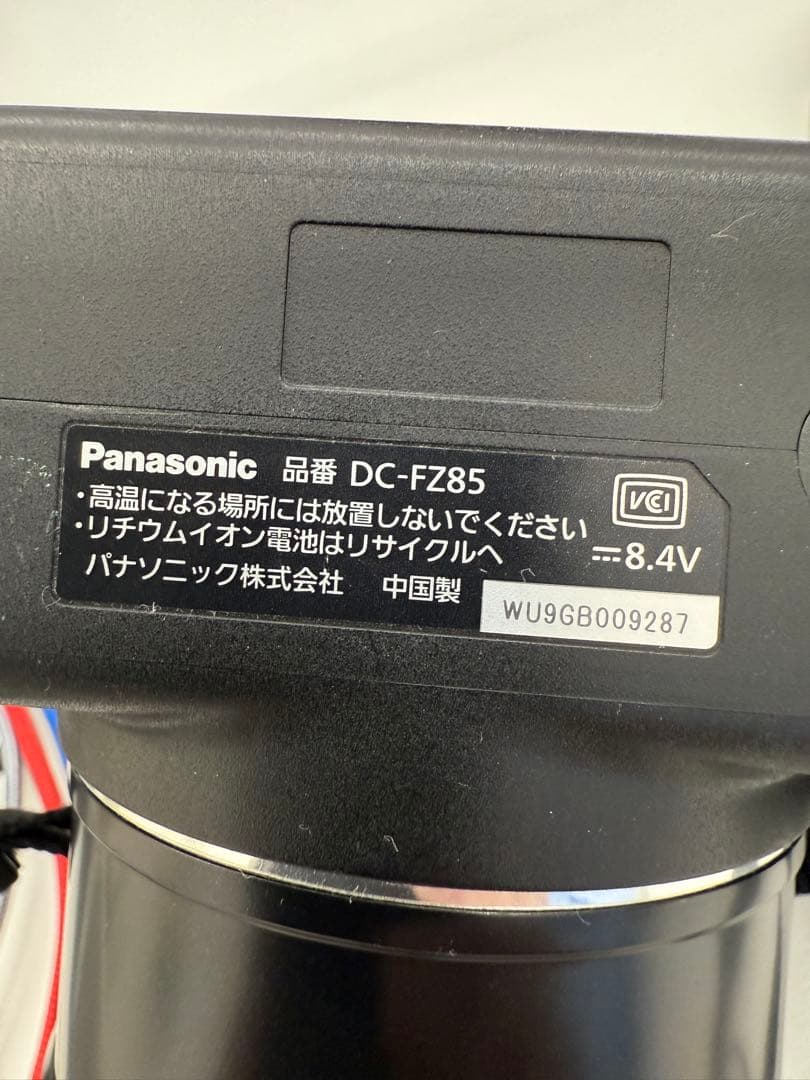 Panasonic 品番 DC-FZ85
・高温になる場所には放置しないでください
・リチウムイオン電池はリサイクルへ
VCCI
⎓8.4V
パナソニック株式会社 中国製
WU9GB009287